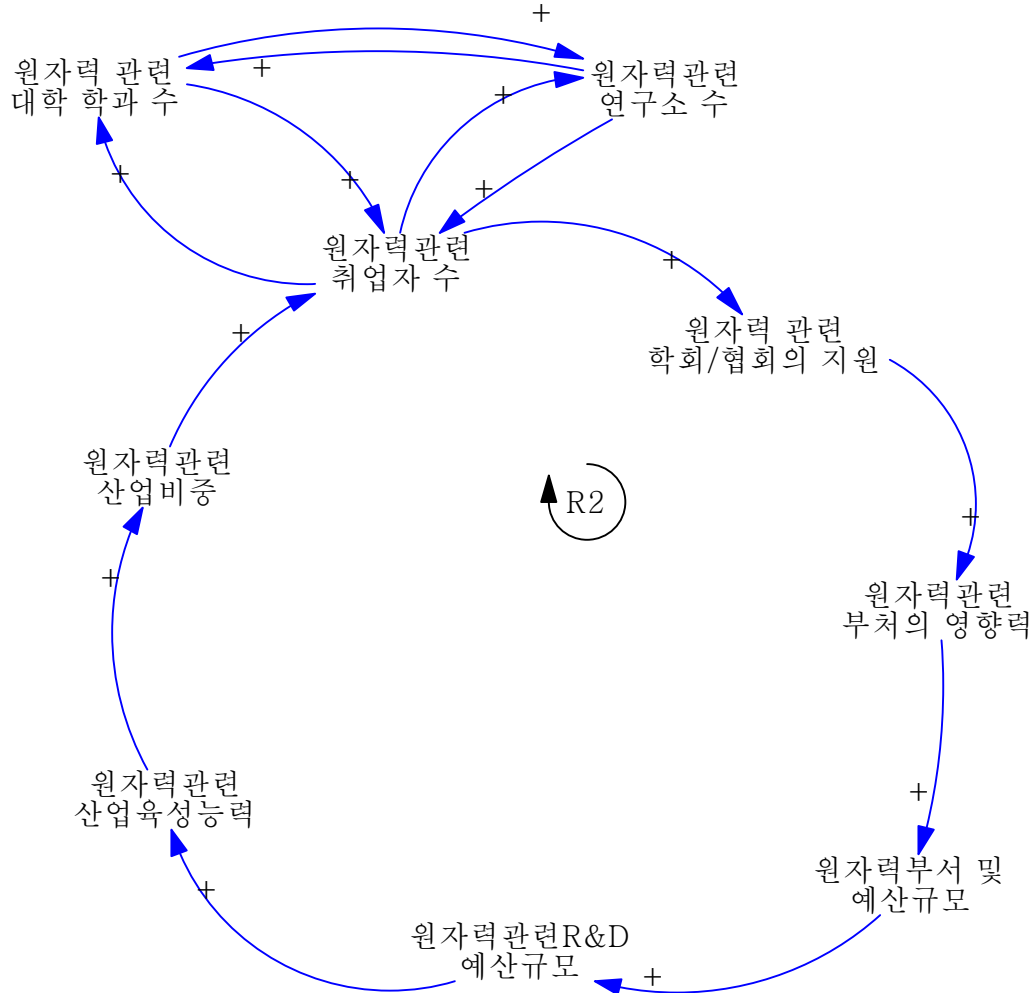 +
원자력 관련
대학 학과 수
+
원자력관련
연구소 수
+
+
+
+
원자력관련
취업자 수
+
원자력 관련
학회/협회의 지원
+
원자력관련
산업비중
R2
+
+
원자력관련
부처의 영향력
원자력관련
산업육성능력
+
원자력부서 및
예산규모
+
원자력관련R&D
예산규모
+